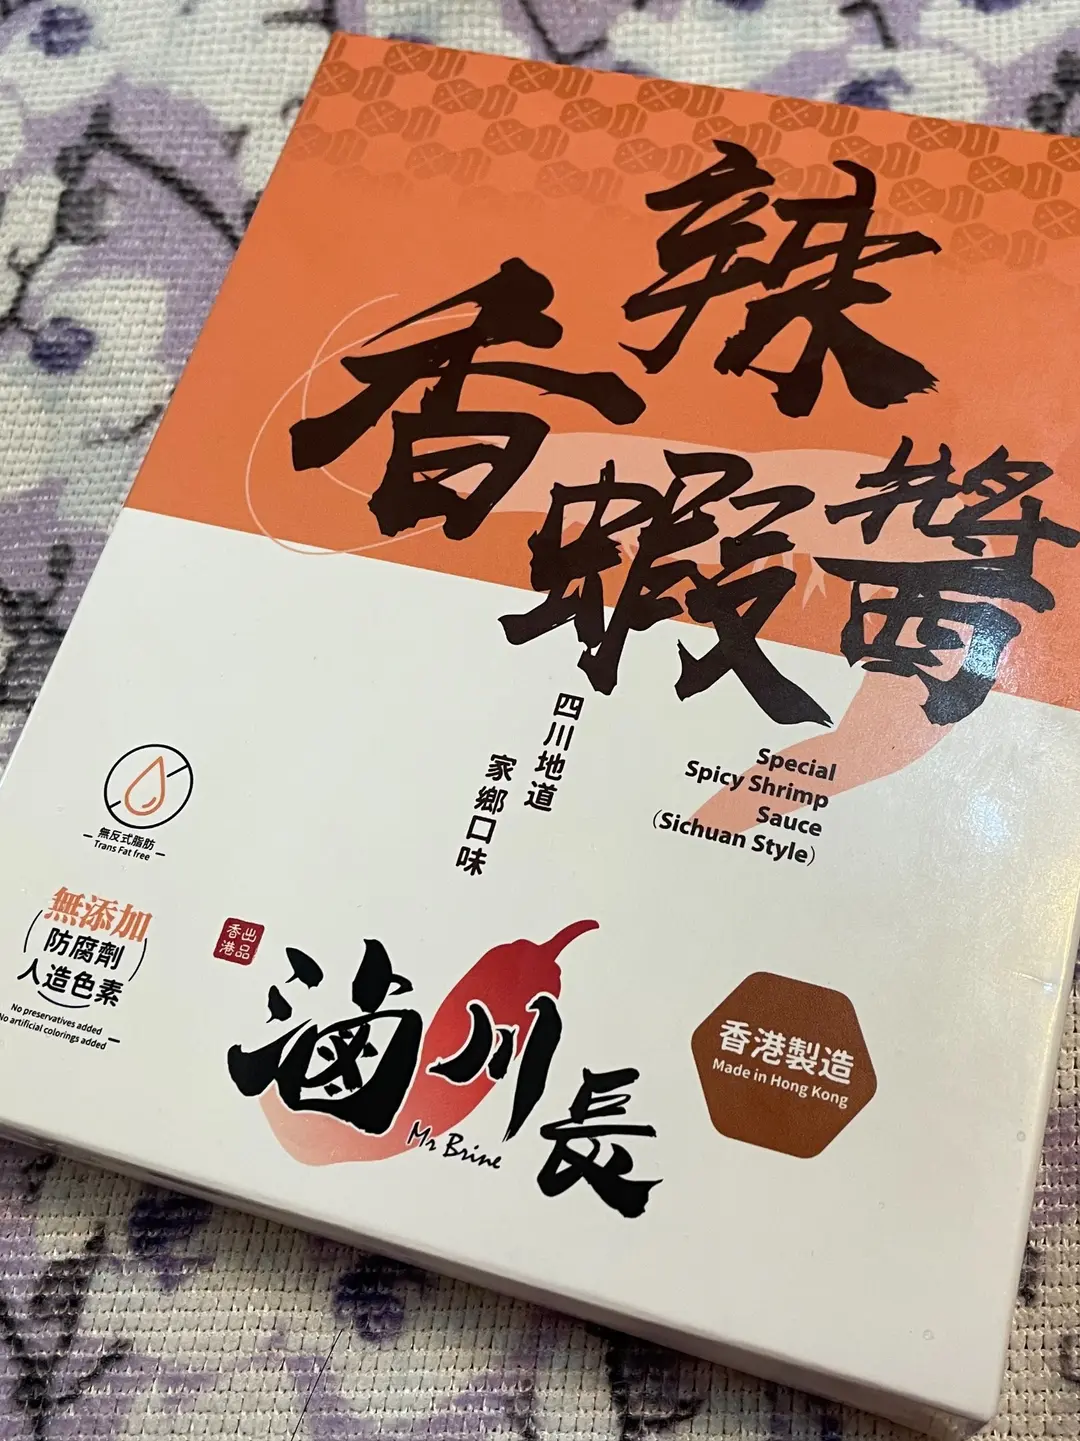 香辣
蝦醬
四川地道
家鄉口味
Special
Spicy Shrimp
Sauce
(Sichuan Style)
無反式脂肪
Trans Fat free
無添加
防腐劑
人造色素
No preservatives added
No artificial colorings added
香港
出品
滷川長
Mr Brine
香港製造
Made in Hong Kong